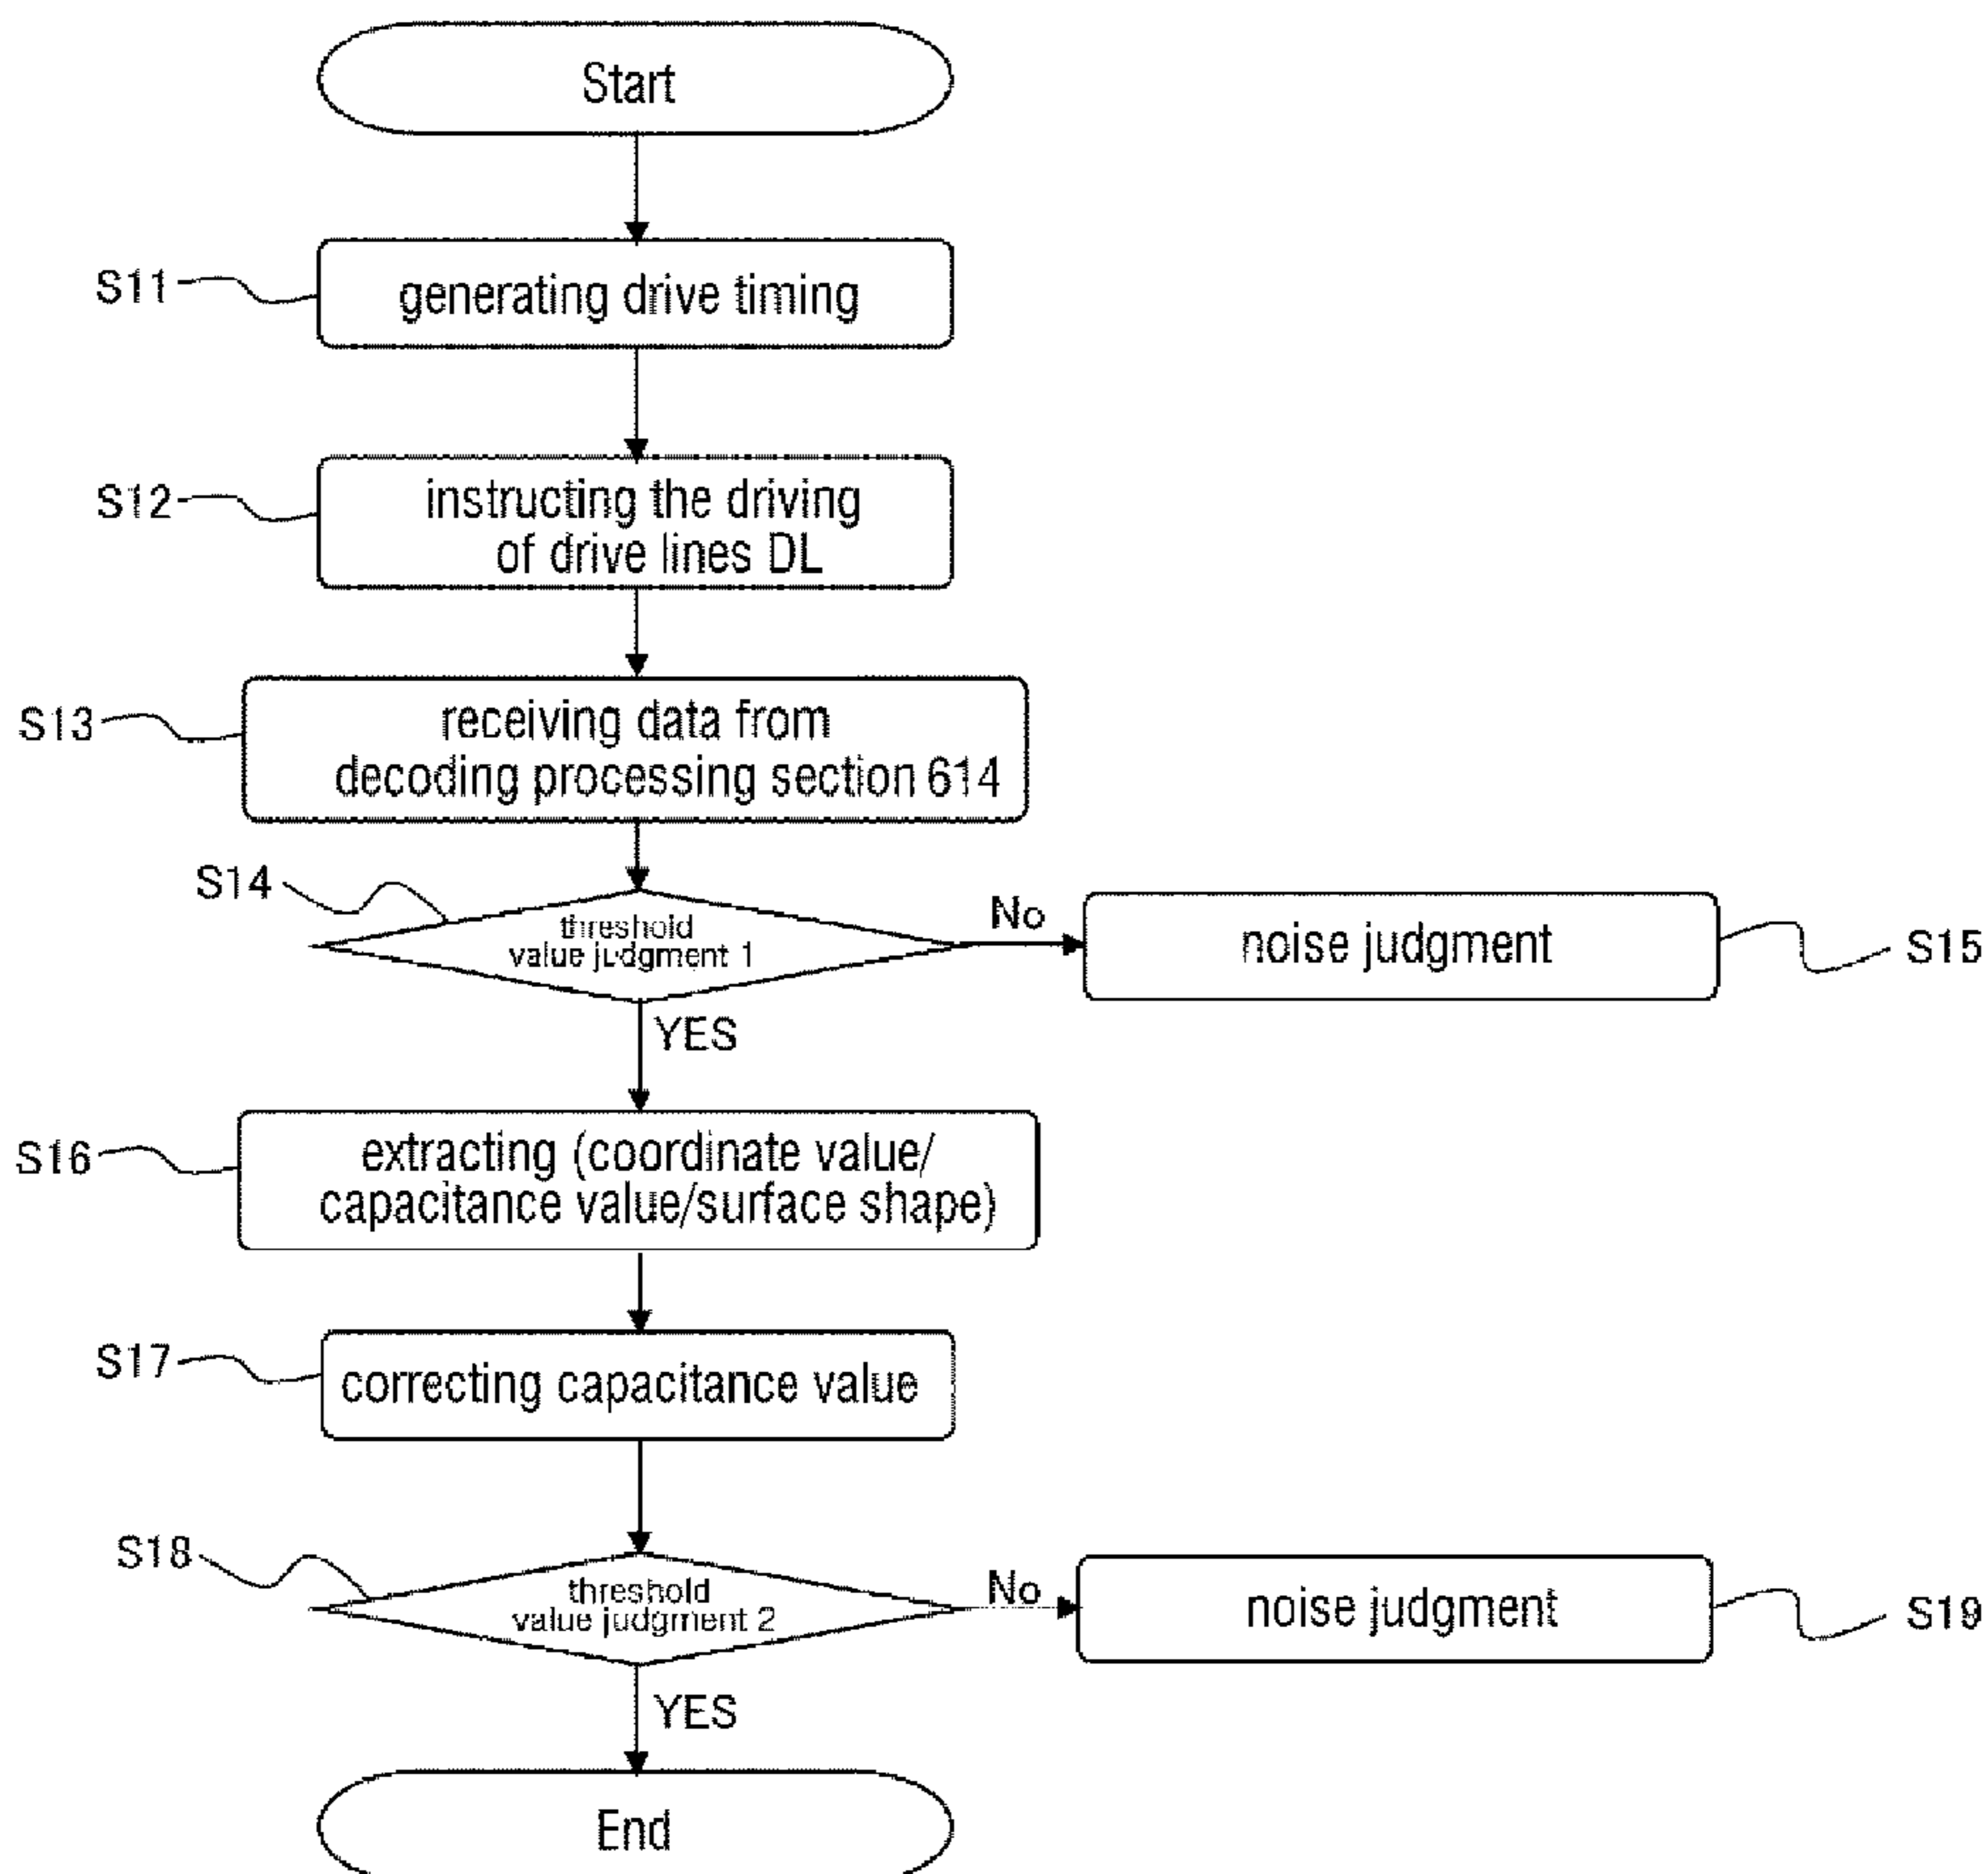 Start
S11
generating drive timing
S12
instructing the driving
of drive lines DL
S13
receiving data from
decoding processing section 614
S14
threshold
value judgment 1
No
noise judgment
S15
YES
S16
extracting (coordinate value/
capacitance value/surface shape)
S17
correcting capacitance value
S18
threshold
value judgment 2
No
noise judgment
S19
YES
End